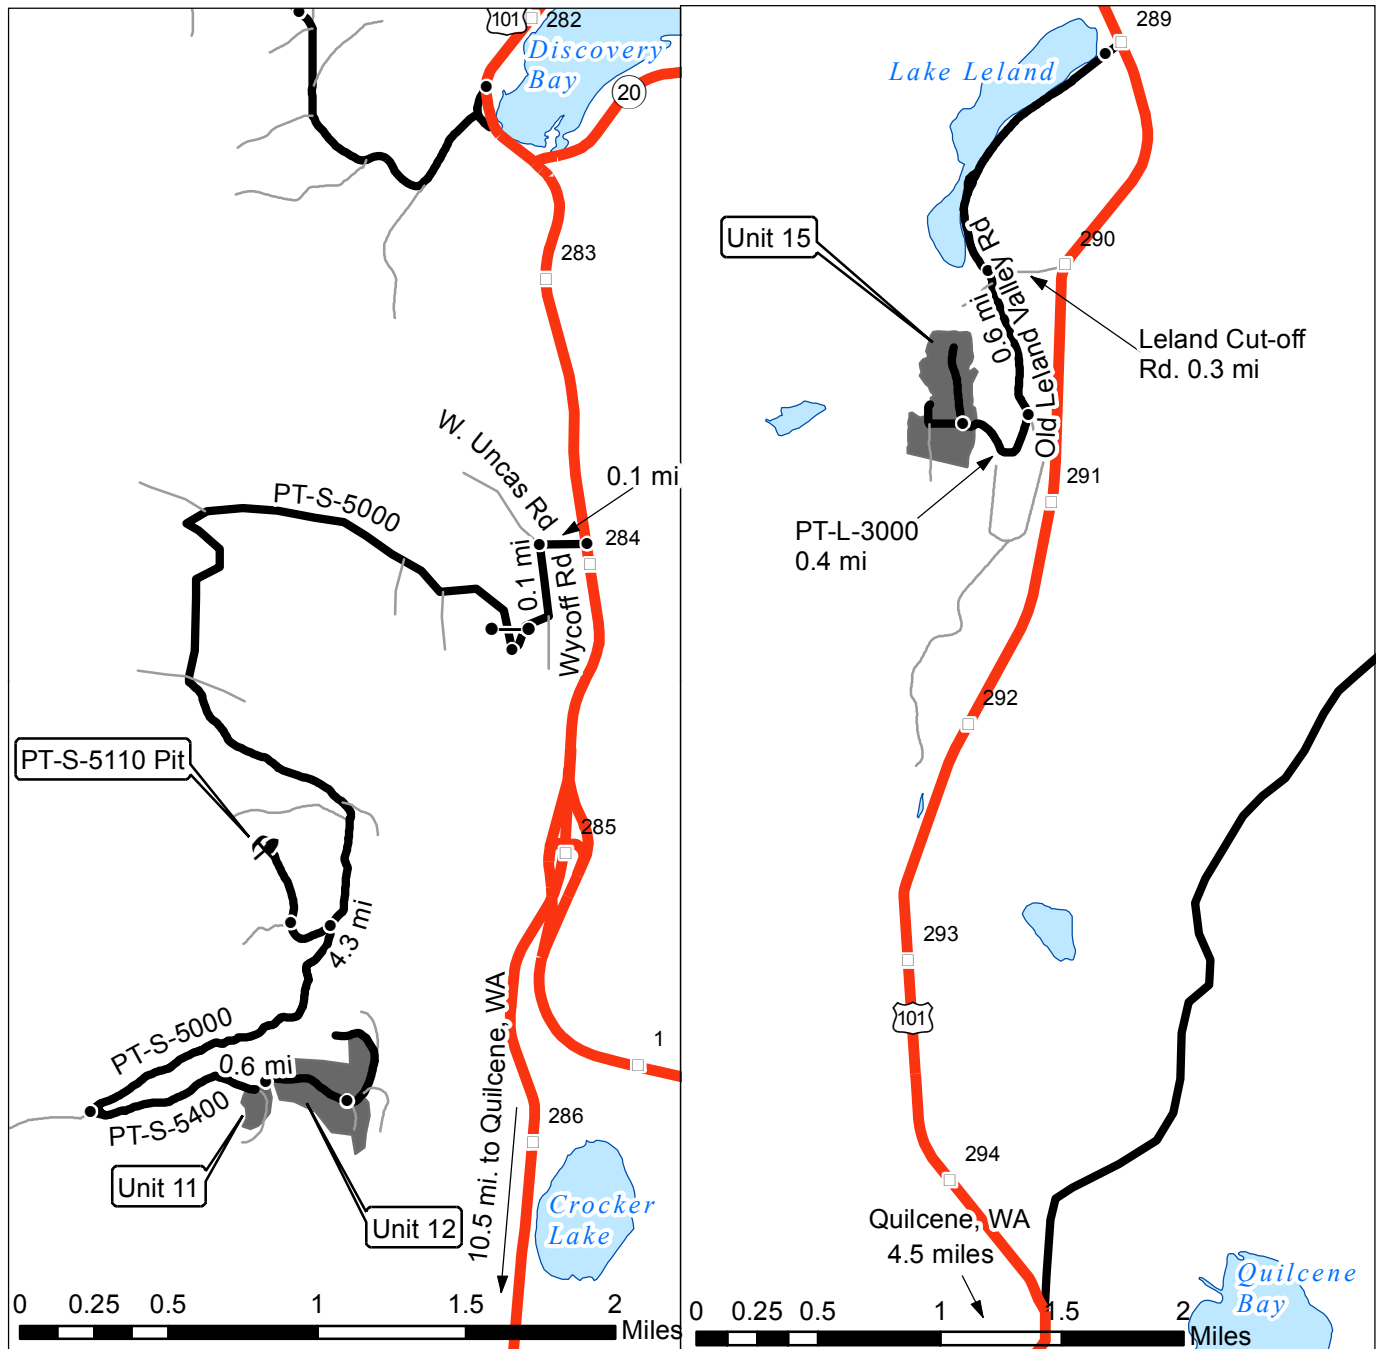 101
282
Discovery
Bay
20
283
W. Uncas Rd
0.1 mi
PT-S-5000
284
0.1 mi
Wycoff Rd
PT-S-5110 Pit
285
4.3 mi
PT-S-5000
0.6 mi
PT-S-5400
1
10.5 mi. to Quilcene, WA
286
Unit 11
Unit 12
Crocker
Lake
0 0.25 0.5 1 1.5 2
Miles
289
Lake Leland
Unit 15
290
Old Leland Valley Rd
0.6 mi
Leland Cut-off
Rd. 0.3 mi
291
PT-L-3000
0.4 mi
292
293
101
294
Quilcene, WA
4.5 miles
Quilcene
Bay
0 0.25 0.5 1 1.5 2
Miles